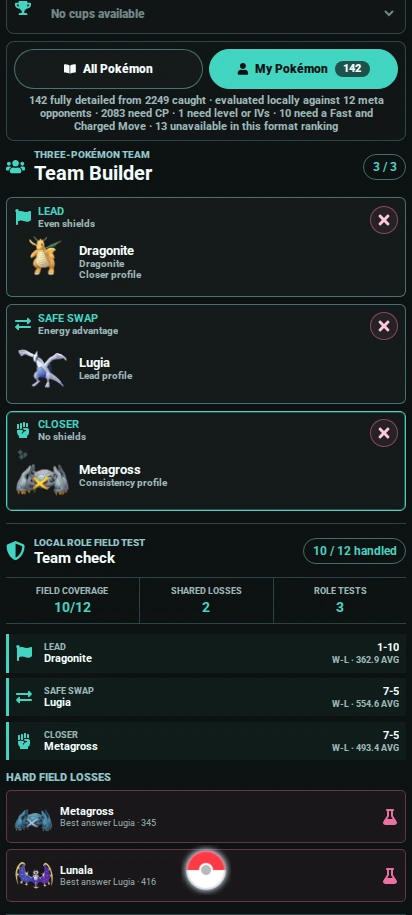 No cups available
All Pokémon
My Pokémon 142
142 fully detailed from 2249 caught · evaluated locally against 12 meta
opponents · 2083 need CP · 1 need level or IVs · 10 need a Fast and
Charged Move · 13 unavailable in this format ranking
THREE-POKÉMON TEAM
Team Builder
3 / 3
LEAD
Even shields
Dragonite
Dragonite
Closer profile
SAFE SWAP
Energy advantage
Lugia
Lead profile
CLOSER
No shields
Metagross
Consistency profile
LOCAL ROLE FIELD TEST
Team check
10 / 12 handled
FIELD COVERAGE
10/12
SHARED LOSSES
2
ROLE TESTS
3
LEAD
Dragonite
1-10
W-L · 362.9 AVG
SAFE SWAP
Lugia
7-5
W-L · 554.6 AVG
CLOSER
Metagross
7-5
W-L · 493.4 AVG
HARD FIELD LOSSES
Metagross
Best answer Lugia · 345
Lunala
Best answer Lugia · 416